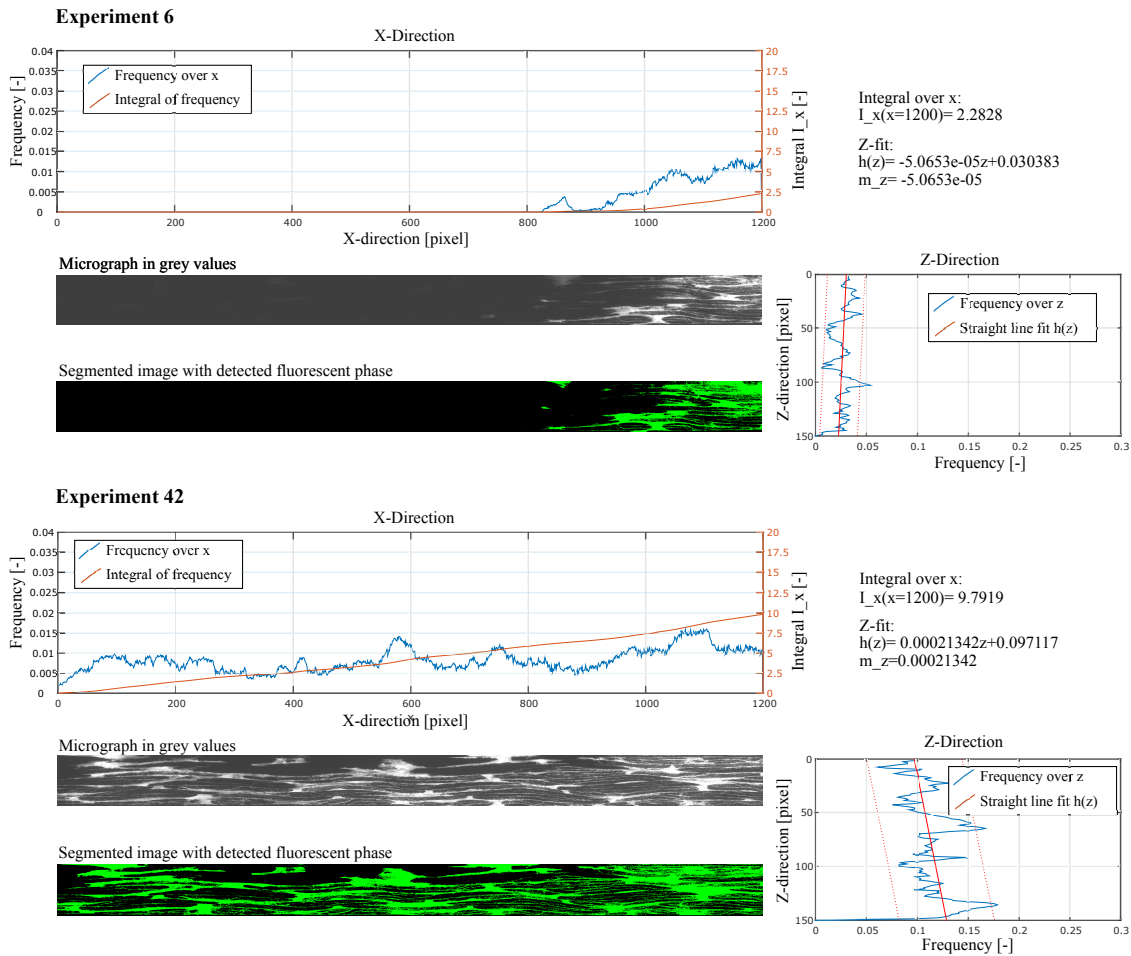 Experiment 6
X-Direction
0.04
0.035
0.03
0.025
0.02
0.015
0.01
0.005
0
Frequency [-]
Frequency over x
Integral of frequency
20
17.5
15
12.5
10
7.5
5
2.5
0
Integral I_x [-]
0 200 400 600 800 1000 1200
X-direction [pixel]
Integral over x:
I_x(x=1200)= 2.2828
Z-fit:
h(z)= -5.0653e-05z+0.030383
m_z= -5.0653e-05
Micrograph in grey values
Segmented image with detected fluorescent phase
Z-Direction
0
50
100
150
Z-direction [pixel]
Frequency over z
Straight line fit h(z)
0 0.05 0.1 0.15 0.2 0.25 0.3
Frequency [-]
Experiment 42
X-Direction
0.04
0.035
0.03
0.025
0.02
0.015
0.01
0.005
0
Frequency [-]
Frequency over x
Integral of frequency
20
17.5
15
12.5
10
7.5
5
2.5
0
Integral I_x [-]
0 200 400 600 800 1000 1200
X-direction [pixel]
Integral over x:
I_x(x=1200)= 9.7919
Z-fit:
h(z)= 0.00021342z+0.097117
m_z=0.00021342
Micrograph in grey values
Segmented image with detected fluorescent phase
Z-Direction
0
50
100
150
Z-direction [pixel]
Frequency over z
Straight line fit h(z)
0 0.05 0.1 0.15 0.2 0.25 0.3
Frequency [-]